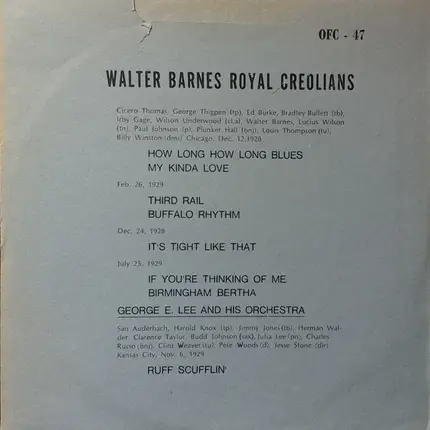 OFC - 47
WALTER BARNES ROYAL CREOLIANS
Cicero Thomas, George Thigpen (tp), Ed Burke, Bradley Bullett (tb),
Irby Gage, Wilson Underwood (cl,a), Walter Barnes, Lucius Wilson
(tn), Paul Johnson (p), Plunker Hall (bnj), Louis Thompson (tu),
Billy Winston (dms) Chicago, Dec. 12,1928
HOW LONG HOW LONG BLUES
MY KINDA LOVE
Feb. 26, 1929
THIRD RAIL
BUFFALO RHYTHM
Dec. 24, 1928
IT'S TIGHT LIKE THAT
July 25, 1929
IF YOU'RE THINKING OF ME
BIRMINGHAM BERTHA
GEORGE E. LEE AND HIS ORCHESTRA
Sam Auderbach, Harold Knox (tp), Jimmy Jones(tb), Herman Wal-
der, Clarence Taylor, Budd Johnson (sax), Julia Lee (pn), Charles
Russo (bnj), Clint Weaver(tu), Pete Woods (d), Jesse Stone (dir)
Kansas City, Nov. 6, 1929
RUFF SCUFFLIN'